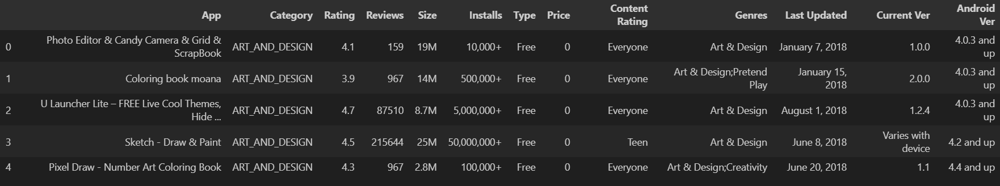 App Category Rating Reviews Size Installs Type Price Content Rating Genres Last Updated Current Ver Android Ver
0 Photo Editor & Candy Camera & Grid & ScrapBook ART_AND_DESIGN 4.1 159 19M 10,000+ Free 0 Everyone Art & Design January 7, 2018 1.0.0 4.0.3 and up
1 Coloring book moana ART_AND_DESIGN 3.9 967 14M 500,000+ Free 0 Everyone Art & Design;Pretend Play January 15, 2018 2.0.0 4.0.3 and up
2 U Launcher Lite – FREE Live Cool Themes, Hide ... ART_AND_DESIGN 4.7 87510 8.7M 5,000,000+ Free 0 Everyone Art & Design August 1, 2018 1.2.4 4.0.3 and up
3 Sketch - Draw & Paint ART_AND_DESIGN 4.5 215644 25M 50,000,000+ Free 0 Teen Art & Design June 8, 2018 Varies with device 4.2 and up
4 Pixel Draw - Number Art Coloring Book ART_AND_DESIGN 4.3 967 2.8M 100,000+ Free 0 Everyone Art & Design;Creativity June 20, 2018 1.1 4.4 and up